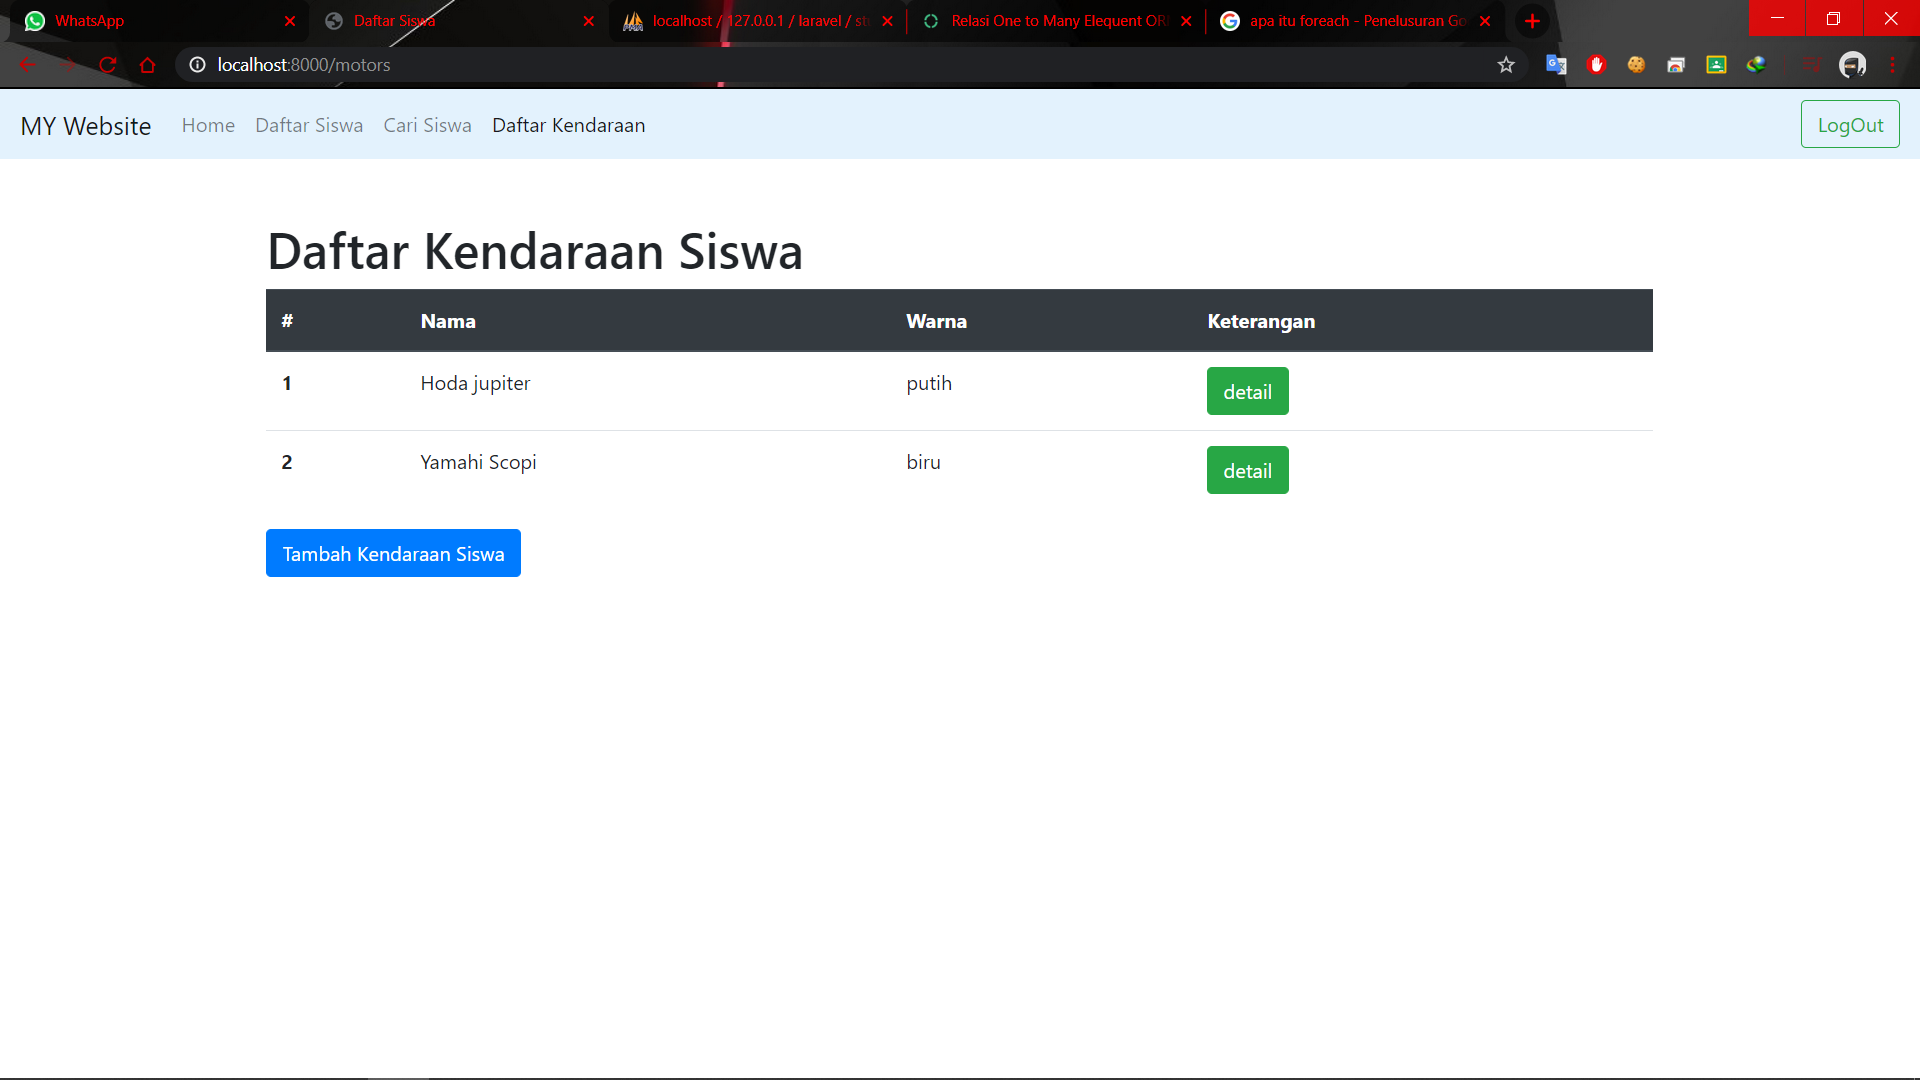 WhatsApp
Daftar Siswa
localhost / 127.0.0.1 / laravel / st
Relasi One to Many Elequent OR
apa itu foreach - Penelusuran Go
localhost:8000/motors
MY Website Home Daftar Siswa Cari Siswa Daftar Kendaraan LogOut
Daftar Kendaraan Siswa
# Nama Warna Keterangan
1 Hoda jupiter putih detail
2 Yamahi Scopi biru detail
Tambah Kendaraan Siswa